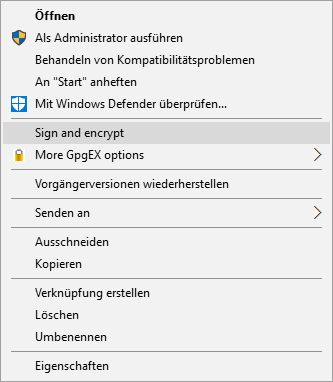 Öffnen
Als Administrator ausführen
Behandeln von Kompatibilitätsproblemen
An "Start" anheften
Mit Windows Defender überprüfen...
Sign and encrypt
More GpgEX options
Vorgängerversionen wiederherstellen
Senden an
Ausschneiden
Kopieren
Verknüpfung erstellen
Löschen
Umbenennen
Eigenschaften